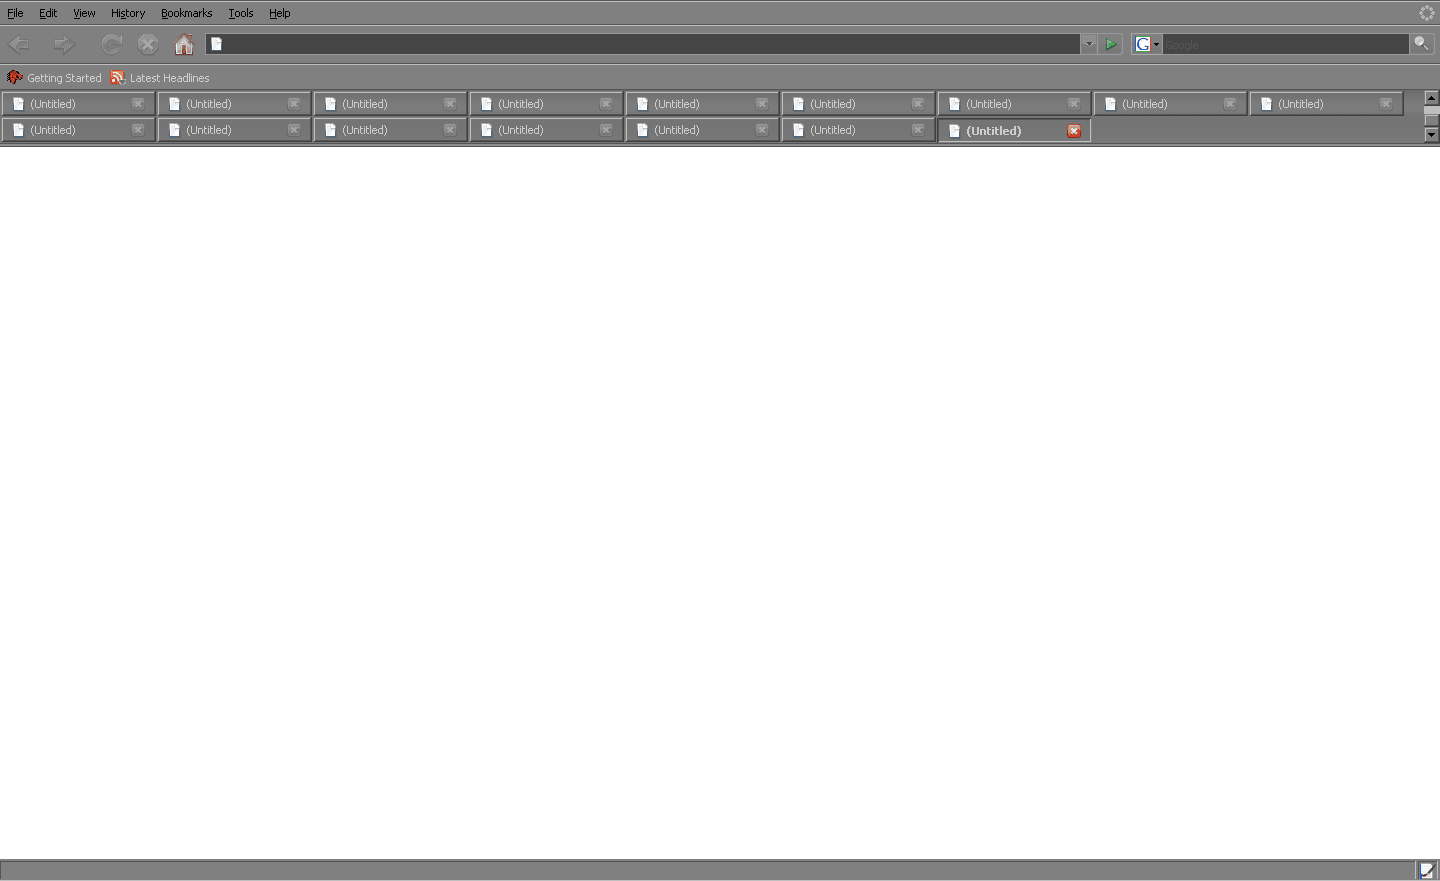 File Edit View History Bookmarks Tools Help
G Google
Getting Started Latest Headlines
(Untitled) (Untitled) (Untitled) (Untitled) (Untitled) (Untitled) (Untitled) (Untitled) (Untitled)
(Untitled) (Untitled) (Untitled) (Untitled) (Untitled) (Untitled) (Untitled)